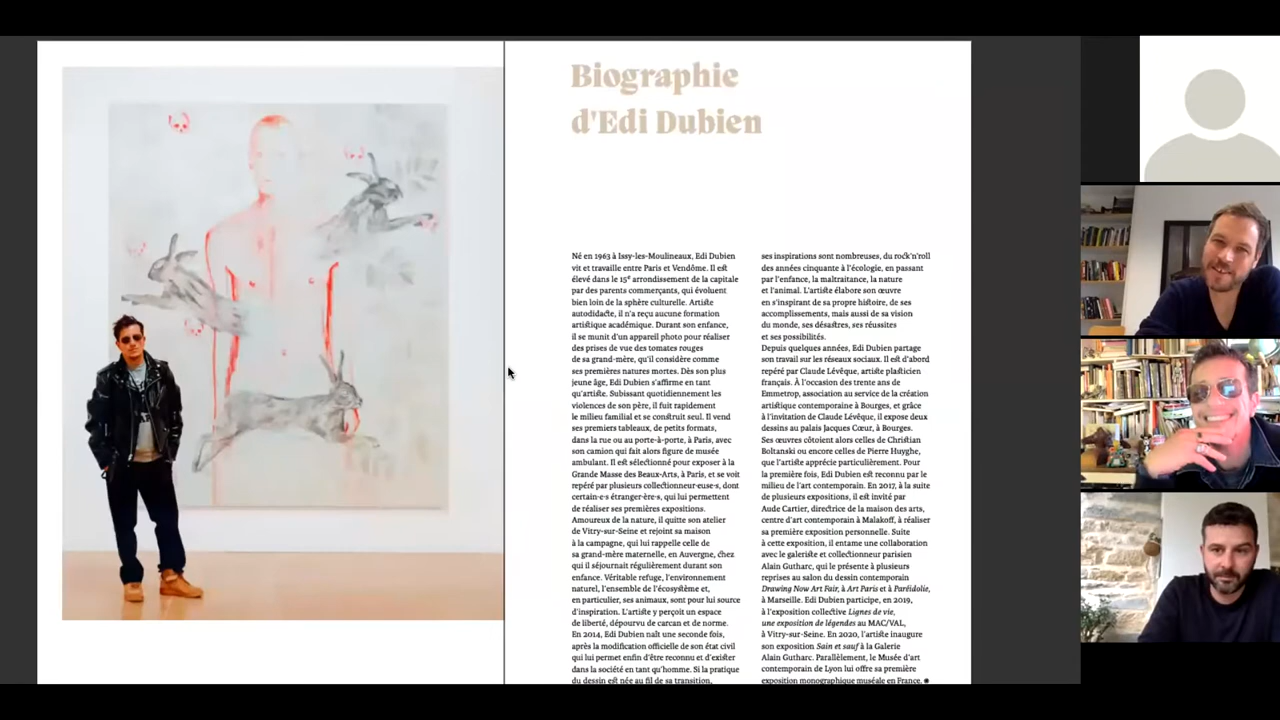 Biographie
d'Edi Dubien
Né en 1963 à Issy-les-Moulineaux, Edi Dubien
vit et travaille entre Paris et Vendôme. Il est
élevé dans le 15e arrondissement de la capitale
par des parents commerçants, qui évoluent
bien loin de la sphère culturelle. Artiste
autodidacte, il n'a reçu aucune formation
artistique académique. Durant son enfance,
il se munit d'un appareil photo pour réaliser
des prises de vue des tomates rouges
de sa grand-mère, qu'il considère comme
ses premières natures mortes. Dès son plus
jeune âge, Edi Dubien s'affirme en tant
qu'artiste. Subissant quotidiennement les
violences de son père, il fuit rapidement
le milieu familial et se construit seul. Il vend
ses premiers tableaux, de petits formats,
dans la rue ou au porte-à-porte, à Paris, avec
son camion qui fait alors figure de musée
ambulant. Il est sélectionné pour exposer à la
Grande Masse des Beaux-Arts, à Paris, et se voit
repéré par plusieurs collectionneur·euse·s, dont
certain·e·s étranger·ère·s, qui lui permettent
de réaliser ses premières expositions.
Amoureux de la nature, il quitte son atelier
de Vitry-sur-Seine et rejoint sa maison
à la campagne, qui lui rappelle celle de
sa grand-mère maternelle, en Auvergne, chez
qui il séjournait régulièrement durant son
enfance. Véritable refuge, l'environnement
naturel, l'ensemble de l'écosystème et,
en particulier, ses animaux, sont pour lui source
d'inspiration. L'artiste y perçoit un espace
de liberté, dépourvu de carcan et de norme.
En 2014, Edi Dubien naît une seconde fois,
après la modification officielle de son état civil
qui lui permet enfin d'être reconnu et d'exister
dans la société en tant qu'homme. Si la pratique
du dessin est née au fil de sa transition,
ses inspirations sont nombreuses, du rock'n'roll
des années cinquante à l'écologie, en passant
par l'enfance, la maltraitance, la nature
et l'animal. L'artiste élabore son œuvre
en s'inspirant de sa propre histoire, de ses
accomplissements, mais aussi de sa vision
du monde, ses désastres, ses réussites
et ses possibilités.
Depuis quelques années, Edi Dubien partage
son travail sur les réseaux sociaux. Il est d'abord
repéré par Claude Lévêque, artiste plasticien
français. À l'occasion des trente ans de
Emmetrop, association au service de la création
artistique contemporaine à Bourges, et grâce
à l'invitation de Claude Lévêque, il expose deux
dessins au palais Jacques Cœur, à Bourges.
Ses œuvres côtoient alors celles de Christian
Boltanski ou encore celles de Pierre Huyghe,
que l'artiste apprécie particulièrement. Pour
la première fois, Edi Dubien est reconnu par le
milieu de l'art contemporain. En 2017, à la suite
de plusieurs expositions, il est invité par
Aude Cartier, directrice de la maison des arts,
centre d'art contemporain à Malakoff, à réaliser
sa première exposition personnelle. Suite
à cette exposition, il entame une collaboration
avec le galeriste et collectionneur parisien
Alain Gutharc, qui le présente à plusieurs
reprises au salon du dessin contemporain
Drawing Now Art Fair, à Art Paris et à Paréidolie,
à Marseille. Edi Dubien participe, en 2019,
à l'exposition collective Lignes de vie,
une exposition de légendes au MAC/VAL,
à Vitry-sur-Seine. En 2020, l'artiste inaugure
son exposition Sain et sauf à la Galerie
Alain Gutharc. Parallèlement, le Musée d'art
contemporain de Lyon lui offre sa première
exposition monographique muséale en France.